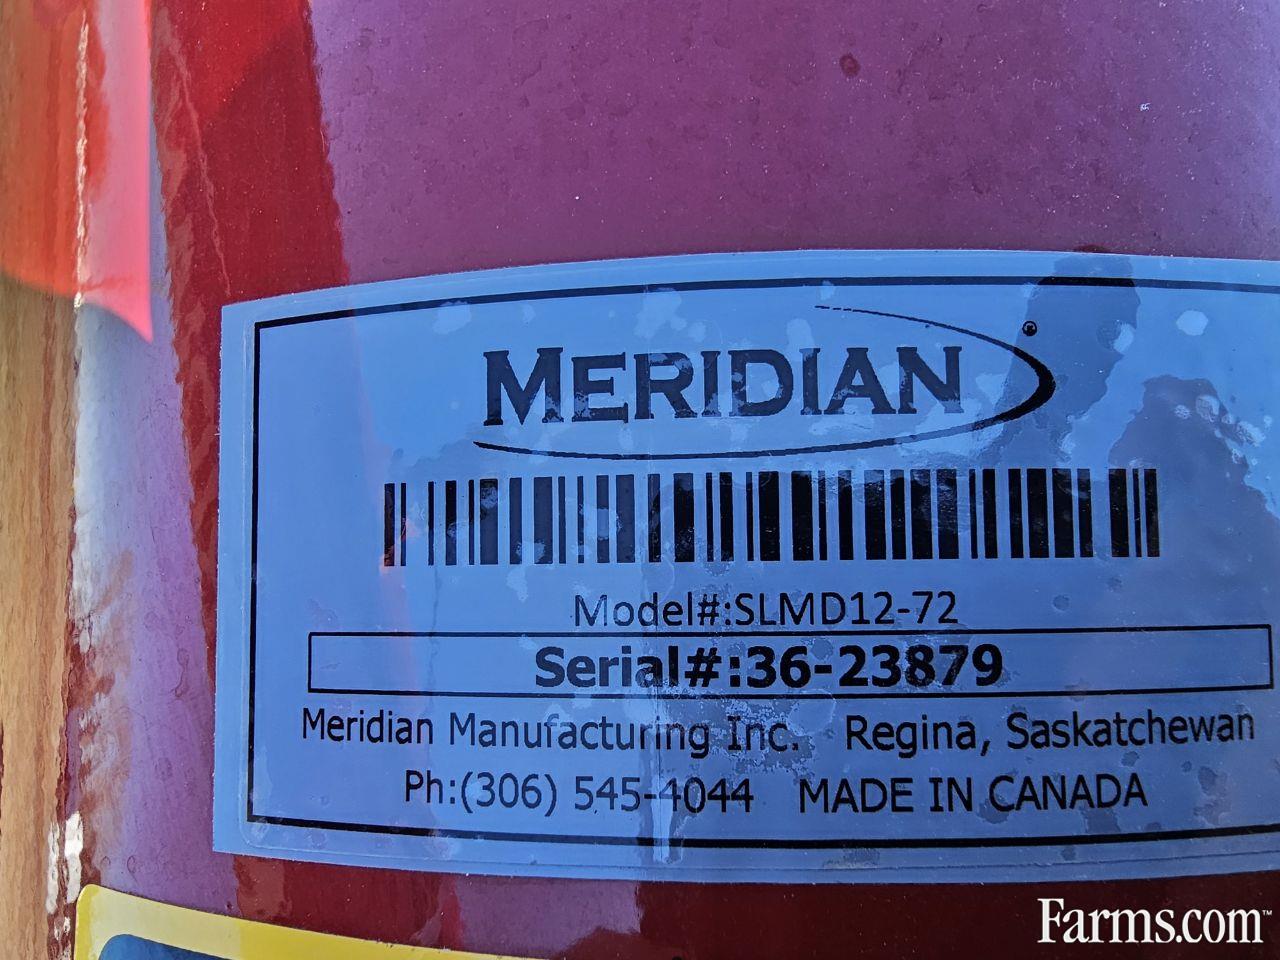 MERIDIAN®
Model#:SLMD12-72
Serial#:36-23879
Meridian Manufacturing Inc. Regina, Saskatchewan
Ph:(306) 545-4044 MADE IN CANADA
Farms.com™